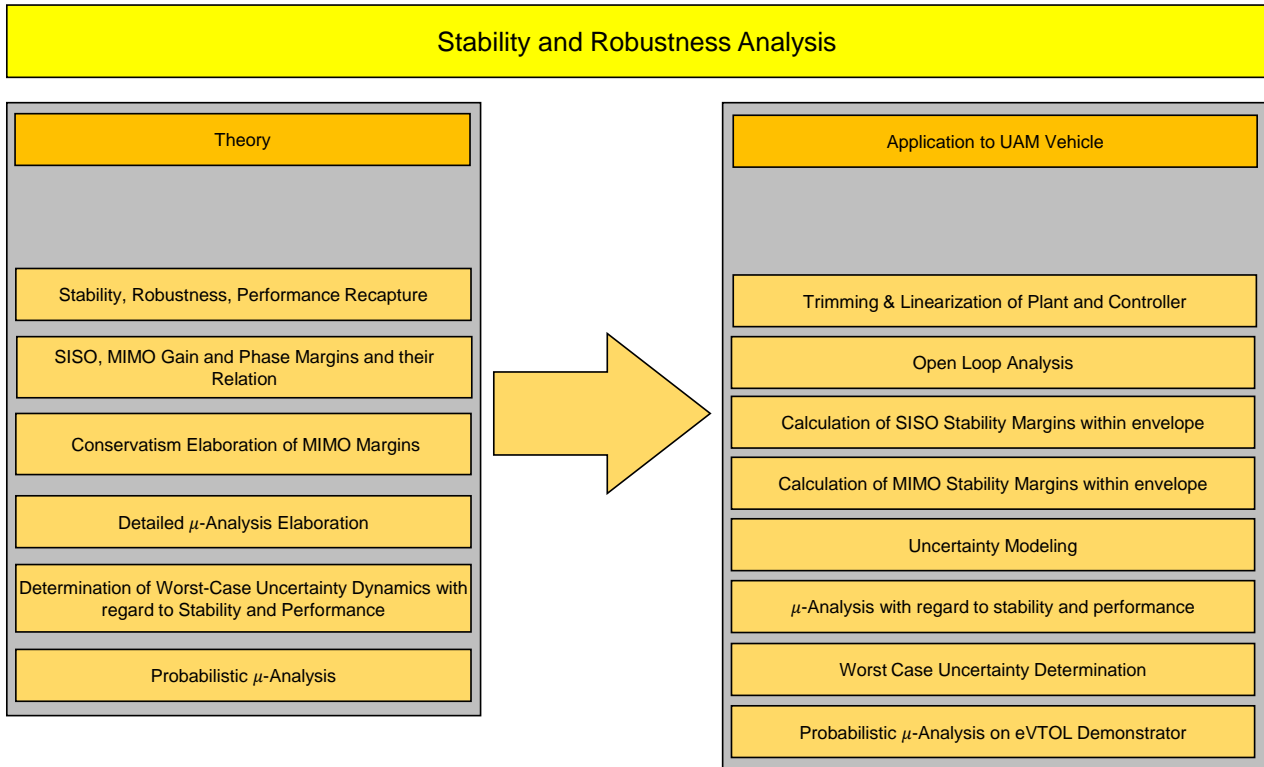 Stability and Robustness Analysis
Theory
Stability, Robustness, Performance Recapture
SISO, MIMO Gain and Phase Margins and their
Relation
Conservatism Elaboration of MIMO Margins
Detailed μ-Analysis Elaboration
Determination of Worst-Case Uncertainty Dynamics with
regard to Stability and Performance
Probabilistic μ-Analysis
Application to UAM Vehicle
Trimming & Linearization of Plant and Controller
Open Loop Analysis
Calculation of SISO Stability Margins within envelope
Calculation of MIMO Stability Margins within envelope
Uncertainty Modeling
μ-Analysis with regard to stability and performance
Worst Case Uncertainty Determination
Probabilistic μ-Analysis on eVTOL Demonstrator